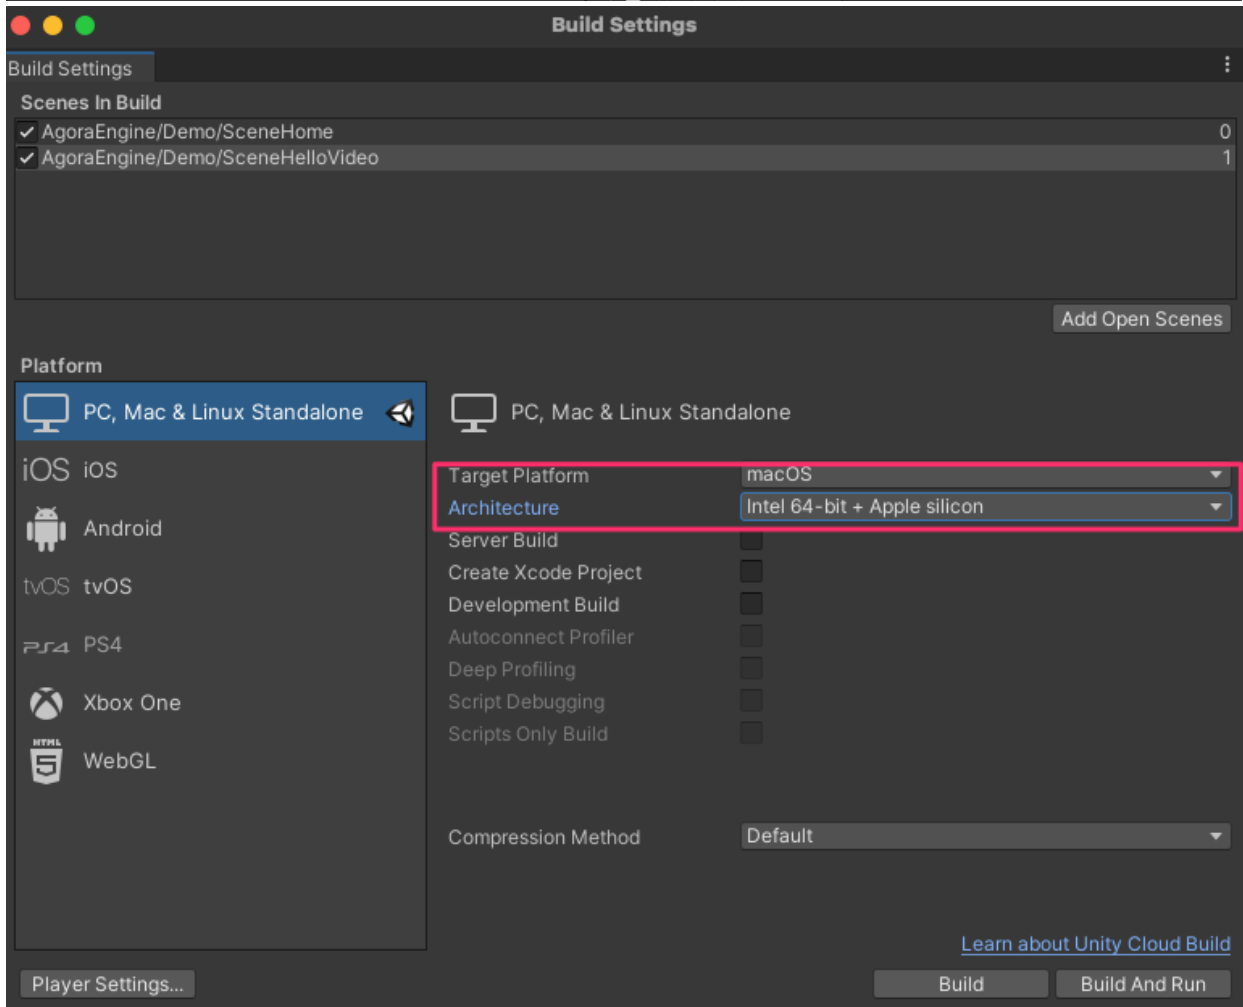 Build Settings
Build Settings
Scenes In Build
AgoraEngine/Demo/SceneHome 0
AgoraEngine/Demo/SceneHelloVideo 1
Add Open Scenes
Platform
PC, Mac & Linux Standalone
iOS iOS
Android
tvOS tvOS
PS4 PS4
Xbox One
HTML 5 WebGL
PC, Mac & Linux Standalone
Target Platform macOS
Architecture Intel 64-bit + Apple silicon
Server Build
Create Xcode Project
Development Build
Autoconnect Profiler
Deep Profiling
Script Debugging
Scripts Only Build
Compression Method Default
Learn about Unity Cloud Build
Player Settings... Build Build And Run